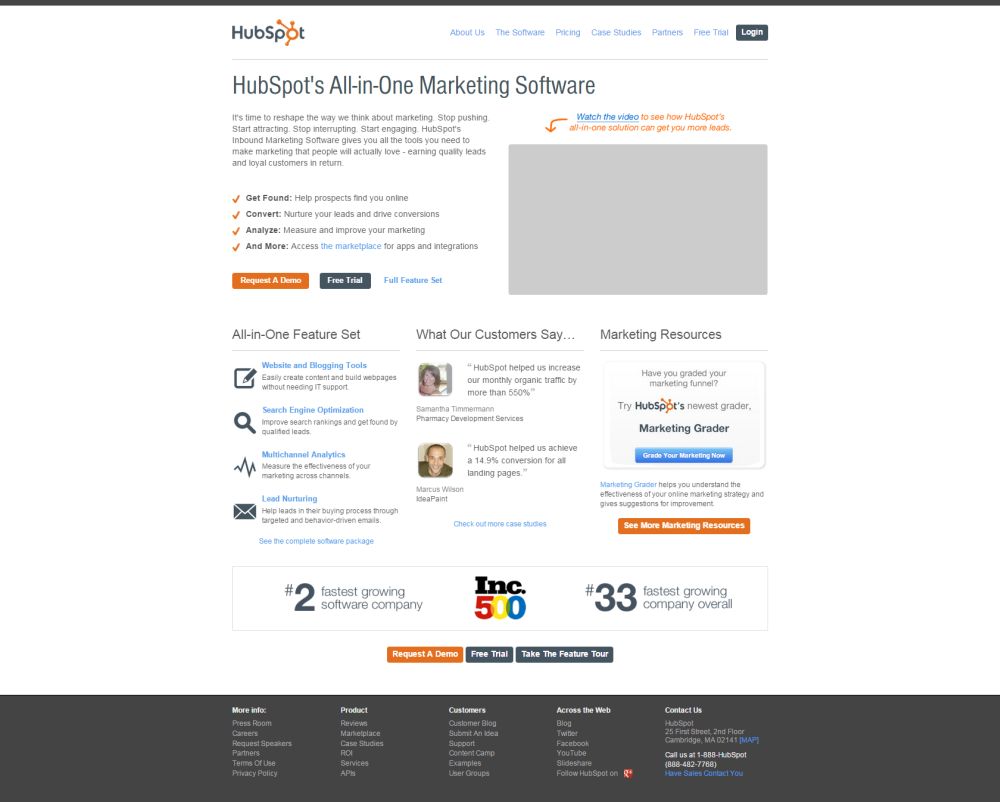 HubSpot
About Us The Software Pricing Case Studies Partners Free Trial Login
HubSpot's All-in-One Marketing Software
It's time to reshape the way we think about marketing. Stop pushing.
Start attracting. Stop interrupting. Start engaging. HubSpot's
Inbound Marketing Software gives you all the tools you need to
make marketing that people will actually love - earning quality leads
and loyal customers in return.
Watch the video to see how HubSpot's
all-in-one solution can get you more leads.
Get Found: Help prospects find you online
Convert: Nurture your leads and drive conversions
Analyze: Measure and improve your marketing
And More: Access the marketplace for apps and integrations
Request A Demo Free Trial Full Feature Set
All-in-One Feature Set
Website and Blogging Tools
Easily create content and build webpages
without needing IT support.
Search Engine Optimization
Improve search rankings and get found by
qualified leads.
Multichannel Analytics
Measure the effectiveness of your
marketing across channels.
Lead Nurturing
Help leads in their buying process through
targeted and behavior-driven emails.
See the complete software package
What Our Customers Say…
“ HubSpot helped us increase
our monthly organic traffic by
more than 550%”
Samantha Timmermann
Pharmacy Development Services
“ HubSpot helped us achieve
a 14.9% conversion for all
landing pages.”
Marcus Wilson
IdeaPaint
Check out more case studies
Marketing Resources
Have you graded your
marketing funnel?
Try HubSpot's newest grader,
Marketing Grader
Grade Your Marketing Now
Marketing Grader helps you understand the
effectiveness of your online marketing strategy and
gives suggestions for improvement.
See More Marketing Resources
#2 fastest growing
software company
Inc.
500
#33 fastest growing
company overall
Request A Demo Free Trial Take The Feature Tour
More info:
Press Room
Careers
Request Speakers
Partners
Terms Of Use
Privacy Policy
Product
Reviews
Marketplace
Case Studies
ROI
Services
APIs
Customers
Customer Blog
Submit An Idea
Support
Content Camp
Examples
User Groups
Across the Web
Blog
Twitter
Facebook
YouTube
Slideshare
Follow HubSpot on
Contact Us
HubSpot
25 First Street, 2nd Floor
Cambridge, MA 02141 [MAP]
Call us at 1-888-HubSpot
(888-482-7768)
Have Sales Contact You